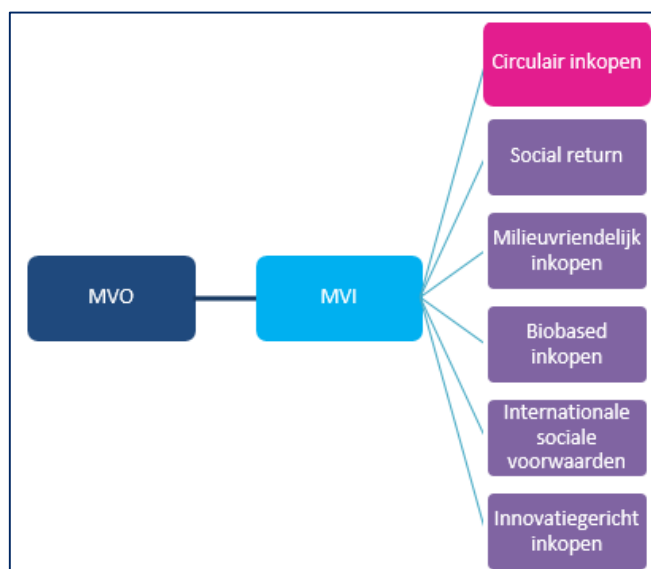 Circulair inkopen
Social return
Milieuvriendelijk
inkopen
MVO
MVI
Biobased
inkopen
Internationale
sociale
voorwaarden
Innovatiegericht
inkopen